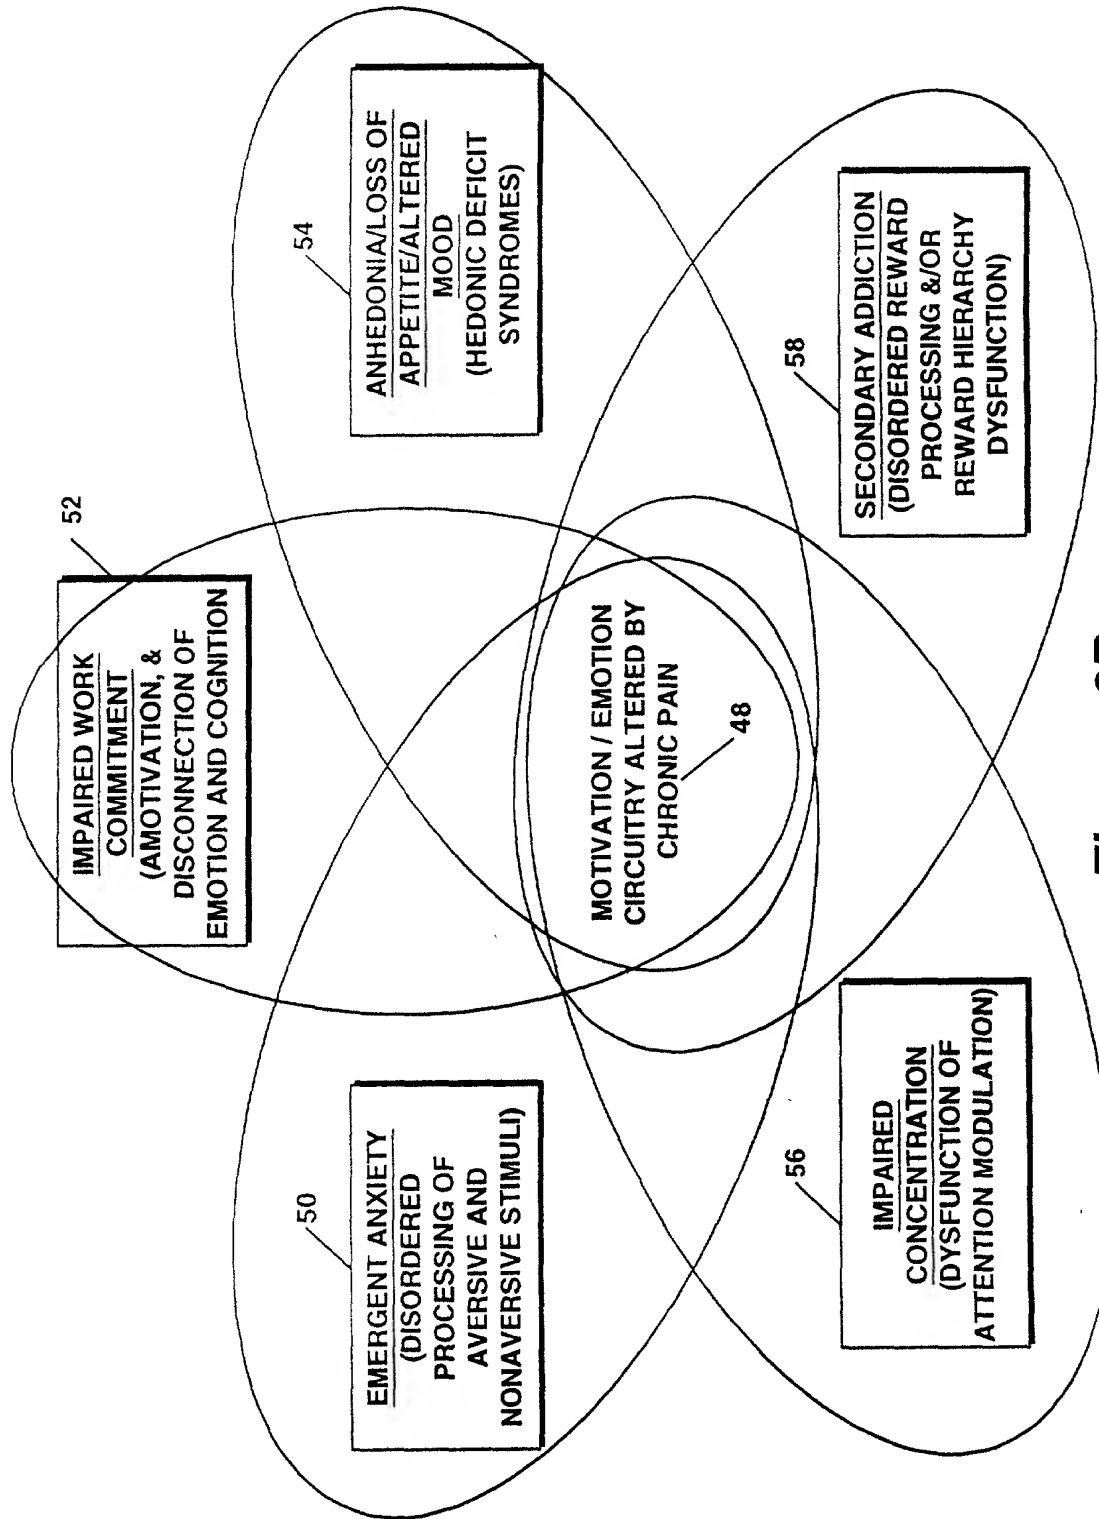 52
IMPAIRED WORK
COMMITMENT
(AMOTIVATION, &
DISCONNECTION OF
EMOTION AND COGNITION
50
EMERGENT ANXIETY
(DISORDERED
PROCESSING OF
AVERSIVE AND
NONAVERSIVE STIMULI)
54
ANHEDONIA/LOSS OF
APPETITE/ALTERED
MOOD
(HEDONIC DEFICIT
SYNDROMES)
MOTIVATION / EMOTION
CIRCUITRY ALTERED BY
CHRONIC PAIN
48
56
IMPAIRED
CONCENTRATION
(DYSFUNCTION OF
ATTENTION MODULATION)
58
SECONDARY ADDICTION
(DISORDERED REWARD
PROCESSING &/OR
REWARD HIERARCHY
DYSFUNCTION)